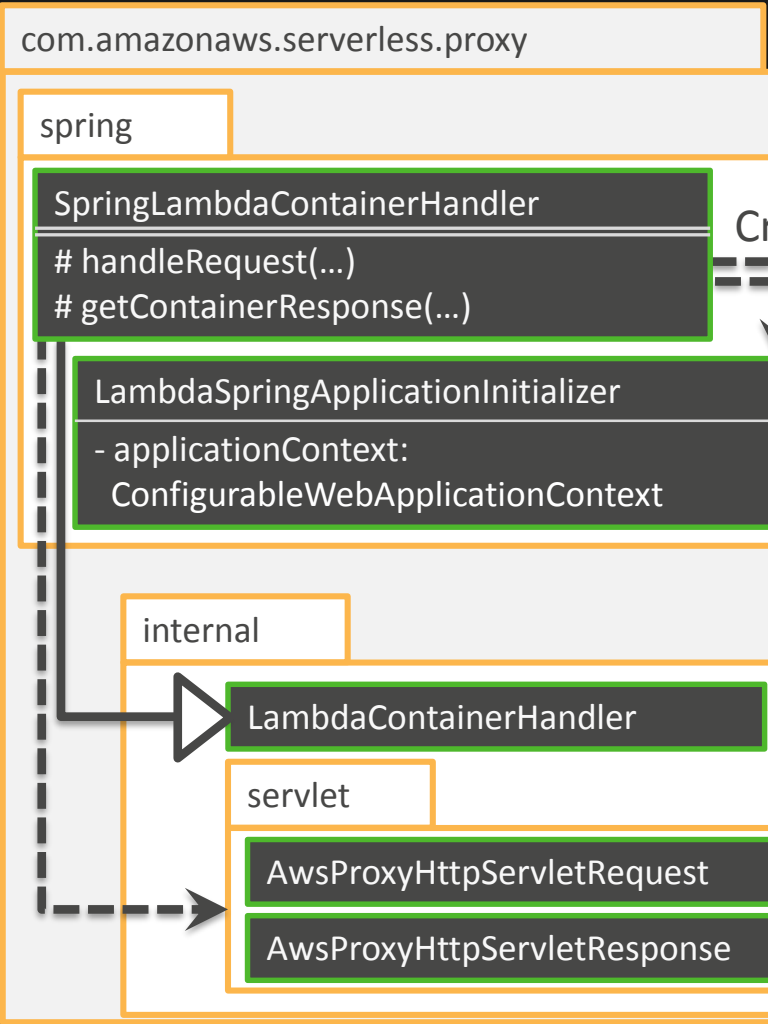 com.amazonaws.serverless.proxy
spring
SpringLambdaContainerHandler
# handleRequest(…)
# getContainerResponse(…)
LambdaSpringApplicationInitializer
- applicationContext:
ConfigurableWebApplicationContext
internal
LambdaContainerHandler
servlet
AwsProxyHttpServletRequest
AwsProxyHttpServletResponse